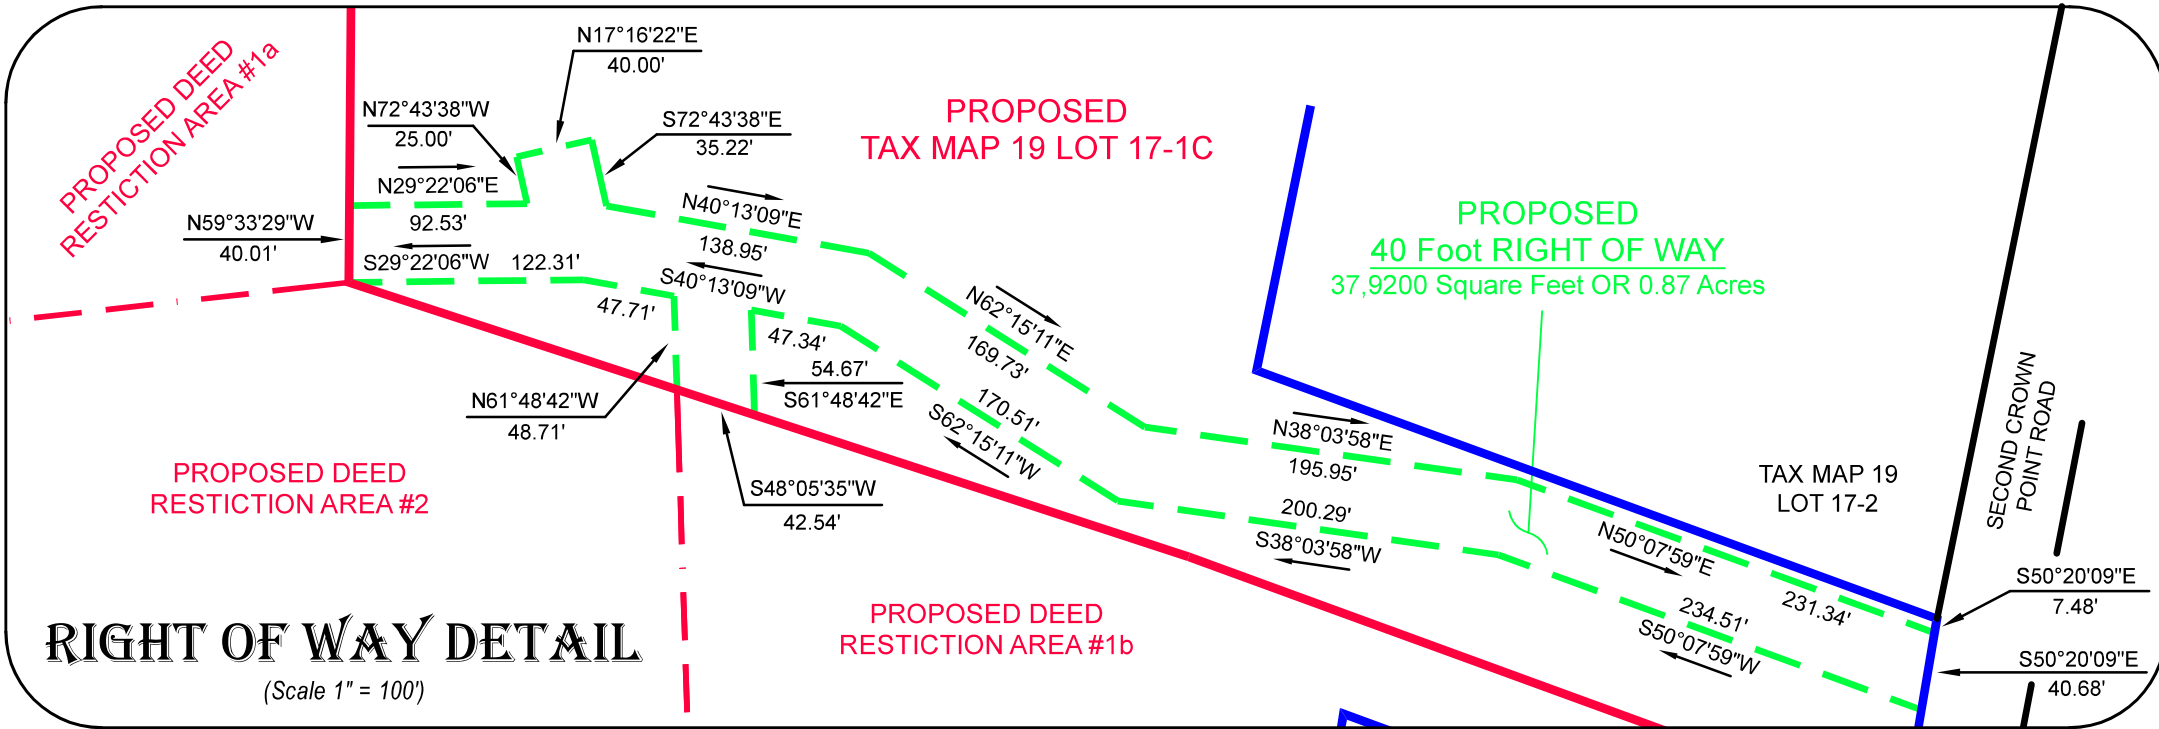 PROPOSED DEED
RESTICTION AREA #1a
N17°16'22"E
40.00'
N72°43'38"W
25.00'
S72°43'38"E
35.22'
PROPOSED
TAX MAP 19 LOT 17-1C
N29°22'06"E
92.53'
N59°33'29"W
40.01'
S29°22'06"W
122.31'
N40°13'09"E
138.95'
S40°13'09"W
47.71'
47.34'
N62°15'11"E
169.73'
PROPOSED
40 Foot RIGHT OF WAY
37,9200 Square Feet OR 0.87 Acres
54.67'
S61°48'42"E
N61°48'42"W
48.71'
170.51'
S62°15'11"W
N38°03'58"E
195.95'
SECOND CROWN
POINT ROAD
TAX MAP 19
LOT 17-2
PROPOSED DEED
RESTICTION AREA #2
S48°05'35"W
42.54'
200.29'
S38°03'58"W
N50°07'59"E
231.34'
234.51'
S50°07'59"W
S50°20'09"E
7.48'
S50°20'09"E
40.68'
PROPOSED DEED
RESTICTION AREA #1b
RIGHT OF WAY DETAIL
(Scale 1" = 100')